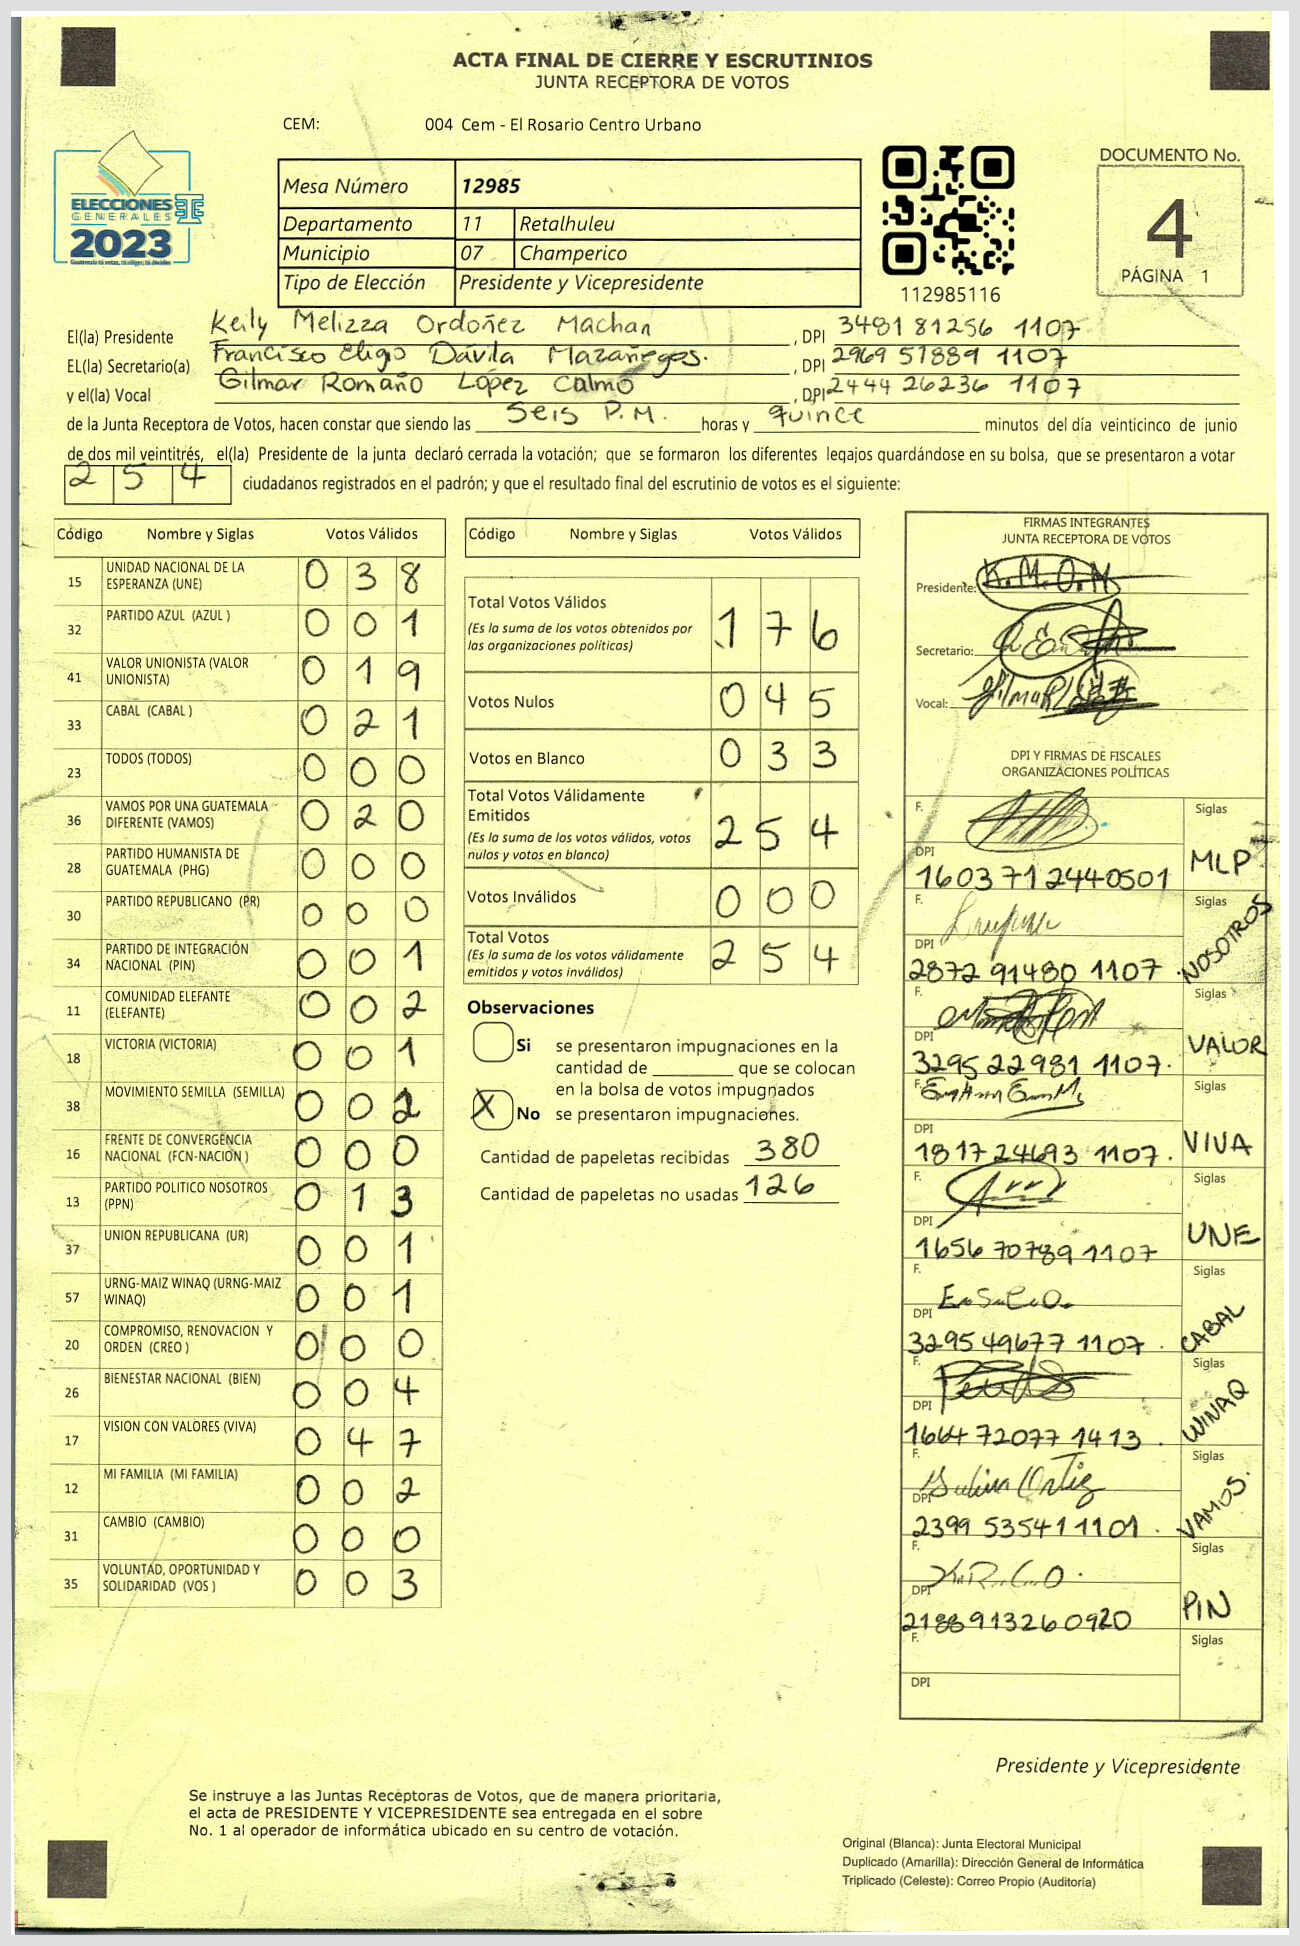 ACTA FINAL DE CIERRE Y ESCRUTINIOS
JUNTA RECEPTORA DE VOTOS
CEM: 004 Cem - El Rosario Centro Urbano
ELECCIONES
GENERALES
2023
Mesa Número 12985
Departamento 11 Retalhuleu
Municipio 07 Champerico
Tipo de Elección Presidente y Vicepresidente
112985116
DOCUMENTO No.
4
PÁGINA 1
El(la) Presidente Keily Melizza Ordoñez Machan , DPI 3481 81256 1107
EL(la) Secretario(a) Francisco Eligo Dávila Mazariegos. , DPI 2969 51889 1107
y el(la) Vocal Gilmar Romaño López Calmo , DPI 2444 26236 1107
de la Junta Receptora de Votos, hacen constar que siendo las Seis P.M. horas y quince minutos del día veinticinco de junio
de dos mil veintitrés, el(la) Presidente de la junta declaró cerrada la votación; que se formaron los diferentes legajos guardándose en su bolsa, que se presentaron a votar
254 ciudadanos registrados en el padrón; y que el resultado final del escrutinio de votos es el siguiente:
Código Nombre y Siglas Votos Válidos
15 UNIDAD NACIONAL DE LA ESPERANZA (UNE) 0 3 8
32 PARTIDO AZUL (AZUL ) 0 0 1
41 VALOR UNIONISTA (VALOR UNIONISTA) 0 1 9
33 CABAL (CABAL ) 0 2 1
23 TODOS (TODOS) 0 0 0
36 VAMOS POR UNA GUATEMALA DIFERENTE (VAMOS) 0 2 0
28 PARTIDO HUMANISTA DE GUATEMALA (PHG) 0 0 0
30 PARTIDO REPUBLICANO (PR) 0 0 0
34 PARTIDO DE INTEGRACIÓN NACIONAL (PIN) 0 0 1
11 COMUNIDAD ELEFANTE (ELEFANTE) 0 0 2
18 VICTORIA (VICTORIA) 0 0 1
38 MOVIMIENTO SEMILLA (SEMILLA) 0 0 2
16 FRENTE DE CONVERGENCIA NACIONAL (FCN-NACION ) 0 0 0
13 PARTIDO POLITICO NOSOTROS (PPN) 0 1 3
37 UNION REPUBLICANA (UR) 0 0 1
57 URNG-MAIZ WINAQ (URNG-MAIZ WINAQ) 0 0 1
20 COMPROMISO, RENOVACION Y ORDEN (CREO ) 0 0 0
26 BIENESTAR NACIONAL (BIEN) 0 0 4
17 VISION CON VALORES (VIVA) 0 4 7
12 MI FAMILIA (MI FAMILIA) 0 0 2
31 CAMBIO (CAMBIO) 0 0 0
35 VOLUNTAD, OPORTUNIDAD Y SOLIDARIDAD (VOS ) 0 0 3
Código Nombre y Siglas Votos Válidos
Total Votos Válidos 1 7 6
(Es la suma de los votos obtenidos por
las organizaciones políticas)
Votos Nulos 0 4 5
Votos en Blanco 0 3 3
Total Votos Válidamente
Emitidos 2 5 4
(Es la suma de los votos válidos, votos
nulos y votos en blanco)
Votos Inválidos 0 0 0
Total Votos 2 5 4
(Es la suma de los votos válidamente
emitidos y votos inválidos)
Observaciones
Si se presentaron impugnaciones en la
cantidad de ________ que se colocan
en la bolsa de votos impugnados
X No se presentaron impugnaciones.
Cantidad de papeletas recibidas 380
Cantidad de papeletas no usadas 126
FIRMAS INTEGRANTES
JUNTA RECEPTORA DE VOTOS
Presidente: K.M.O.M
Secretario:
Vocal:
DPI Y FIRMAS DE FISCALES
ORGANIZACIONES POLÍTICAS
F. Siglas
DPI 1603 71244 0501 MLP
F. Siglas
DPI 2872 91480 1107 NOSOTROS
F. Siglas
DPI 3295 22981 1107. VALOR
F. Siglas
DPI 1817 24693 1107. VIVA
F. Siglas
DPI 1656 70789 1107 UNE
F. Siglas
DPI 3295 49677 1107. CABAL
F. Siglas
DPI 1664 72077 1413. WINAQ
F. Siglas
DPI 2399 53541 1101. VAMOS.
F. Siglas
DPI 2188 91326 0920 PIN
F. Siglas
DPI
Presidente y Vicepresidente
Se instruye a las Juntas Receptoras de Votos, que de manera prioritaria,
el acta de PRESIDENTE Y VICEPRESIDENTE sea entregada en el sobre
No. 1 al operador de informática ubicado en su centro de votación.
Original (Blanca): Junta Electoral Municipal
Duplicado (Amarilla): Dirección General de Informática
Triplicado (Celeste): Correo Propio (Auditoría)